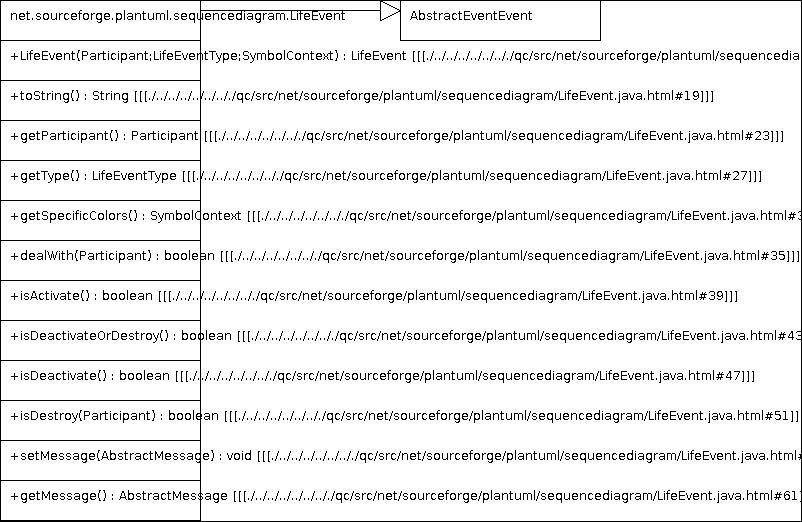 net.sourceforge.plantuml.sequencediagram.LifeEvent
AbstractEventEvent
+LifeEvent(Participant;LifeEventType;SymbolContext) : LifeEvent [[[./../../../../../../../qc/src/net/sourceforge/plantuml/sequencedia
+toString() : String [[[./../../../../../../../qc/src/net/sourceforge/plantuml/sequencediagram/LifeEvent.java.html#19]]]
+getParticipant() : Participant [[[./../../../../../../../qc/src/net/sourceforge/plantuml/sequencediagram/LifeEvent.java.html#23]]]
+getType() : LifeEventType [[[./../../../../../../../qc/src/net/sourceforge/plantuml/sequencediagram/LifeEvent.java.html#27]]]
+getSpecificColors() : SymbolContext [[[./../../../../../../../qc/src/net/sourceforge/plantuml/sequencediagram/LifeEvent.java.html#3
+dealWith(Participant) : boolean [[[./../../../../../../../qc/src/net/sourceforge/plantuml/sequencediagram/LifeEvent.java.html#35]]]
+isActivate() : boolean [[[./../../../../../../../qc/src/net/sourceforge/plantuml/sequencediagram/LifeEvent.java.html#39]]]
+isDeactivateOrDestroy() : boolean [[[./../../../../../../../qc/src/net/sourceforge/plantuml/sequencediagram/LifeEvent.java.html#43
+isDeactivate() : boolean [[[./../../../../../../../qc/src/net/sourceforge/plantuml/sequencediagram/LifeEvent.java.html#47]]]
+isDestroy(Participant) : boolean [[[./../../../../../../../qc/src/net/sourceforge/plantuml/sequencediagram/LifeEvent.java.html#51]]]
+setMessage(AbstractMessage) : void [[[./../../../../../../../qc/src/net/sourceforge/plantuml/sequencediagram/LifeEvent.java.html#
+getMessage() : AbstractMessage [[[./../../../../../../../qc/src/net/sourceforge/plantuml/sequencediagram/LifeEvent.java.html#61]